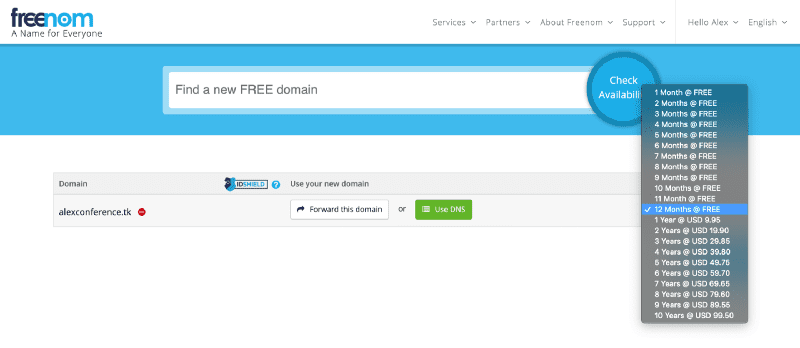 freenom
A Name for Everyone
Services Partners About Freenom Support Hello Alex English
Find a new FREE domain
Check
Availabilit
Domain IDSHIELD ? Use your new domain
alexconference.tk Forward this domain or Use DNS
1 Month @ FREE
2 Months @ FREE
3 Months @ FREE
4 Months @ FREE
5 Months @ FREE
6 Months @ FREE
7 Months @ FREE
8 Months @ FREE
9 Months @ FREE
10 Months @ FREE
11 Month @ FREE
12 Months @ FREE
1 Year @ USD 9.95
2 Years @ USD 19.90
3 Years @ USD 29.85
4 Years @ USD 39.80
5 Years @ USD 49.75
6 Years @ USD 59.70
7 Years @ USD 69.65
8 Years @ USD 79.60
9 Years @ USD 89.55
10 Years @ USD 99.50